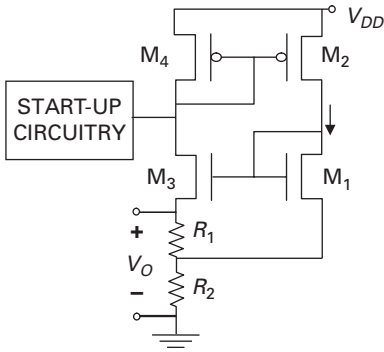 V_DD
M_4
M_2
START-UP
CIRCUITRY
M_3
M_1
+
R_1
V_O
R_2
–